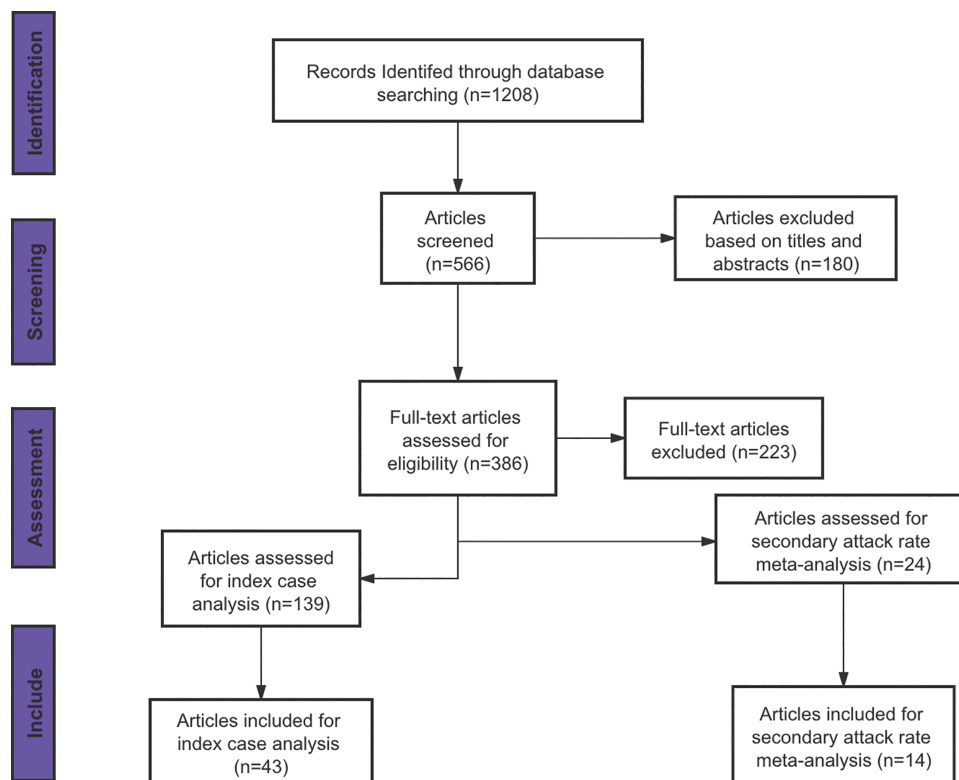 Identification
Records Identifed through database
searching (n=1208)
Screening
Articles
screened
(n=566)
Articles excluded
based on titles and
abstracts (n=180)
Assessment
Full-text articles
assessed for
eligibility (n=386)
Full-text articles
excluded (n=223)
Articles assessed
for index case
analysis (n=139)
Articles assessed for
secondary attack rate
meta-analysis (n=24)
Include
Articles included for
index case analysis
(n=43)
Articles included for
secondary attack rate
meta-analysis (n=14)